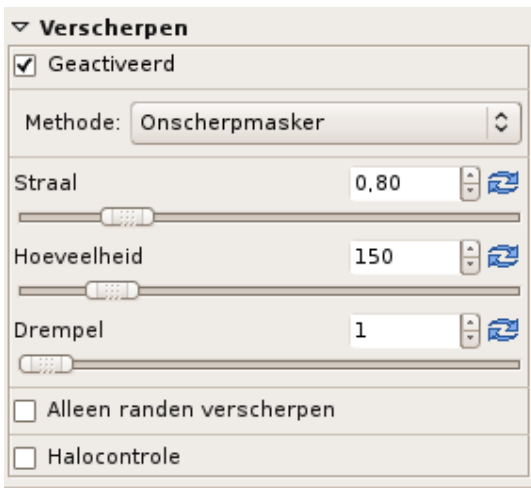 Verscherpen
Geactiveerd
Methode: Onscherpmasker
Straal 0,80
Hoeveelheid 150
Drempel 1
Alleen randen verscherpen
Halocontrole